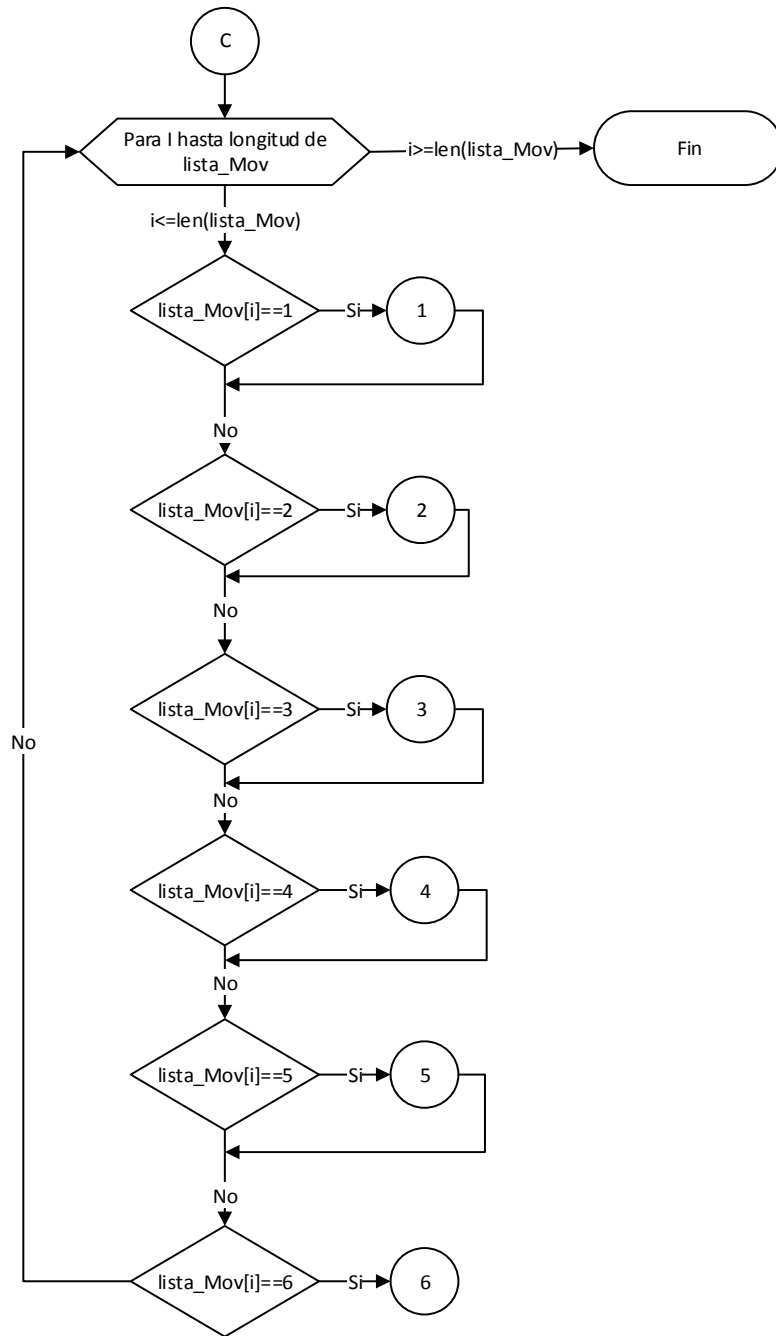 C
Para I hasta longitud de
lista_Mov
i>=len(lista_Mov)
Fin
i<=len(lista_Mov)
lista_Mov[i]==1
Si
1
No
lista_Mov[i]==2
Si
2
No
lista_Mov[i]==3
Si
3
No
No
lista_Mov[i]==4
Si
4
No
lista_Mov[i]==5
Si
5
No
lista_Mov[i]==6
Si
6